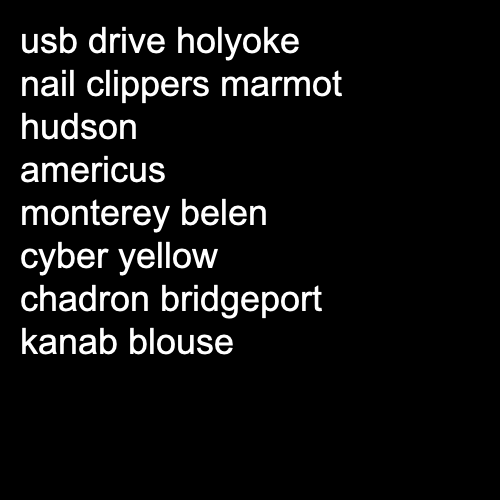 usb drive holyoke
nail clippers marmot
hudson
americus
monterey belen
cyber yellow
chadron bridgeport
kanab blouse